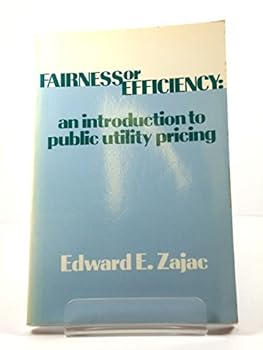 FAIRNESS or
EFFICIENCY:
an introduction to
public utility pricing
Edward E. Zajac